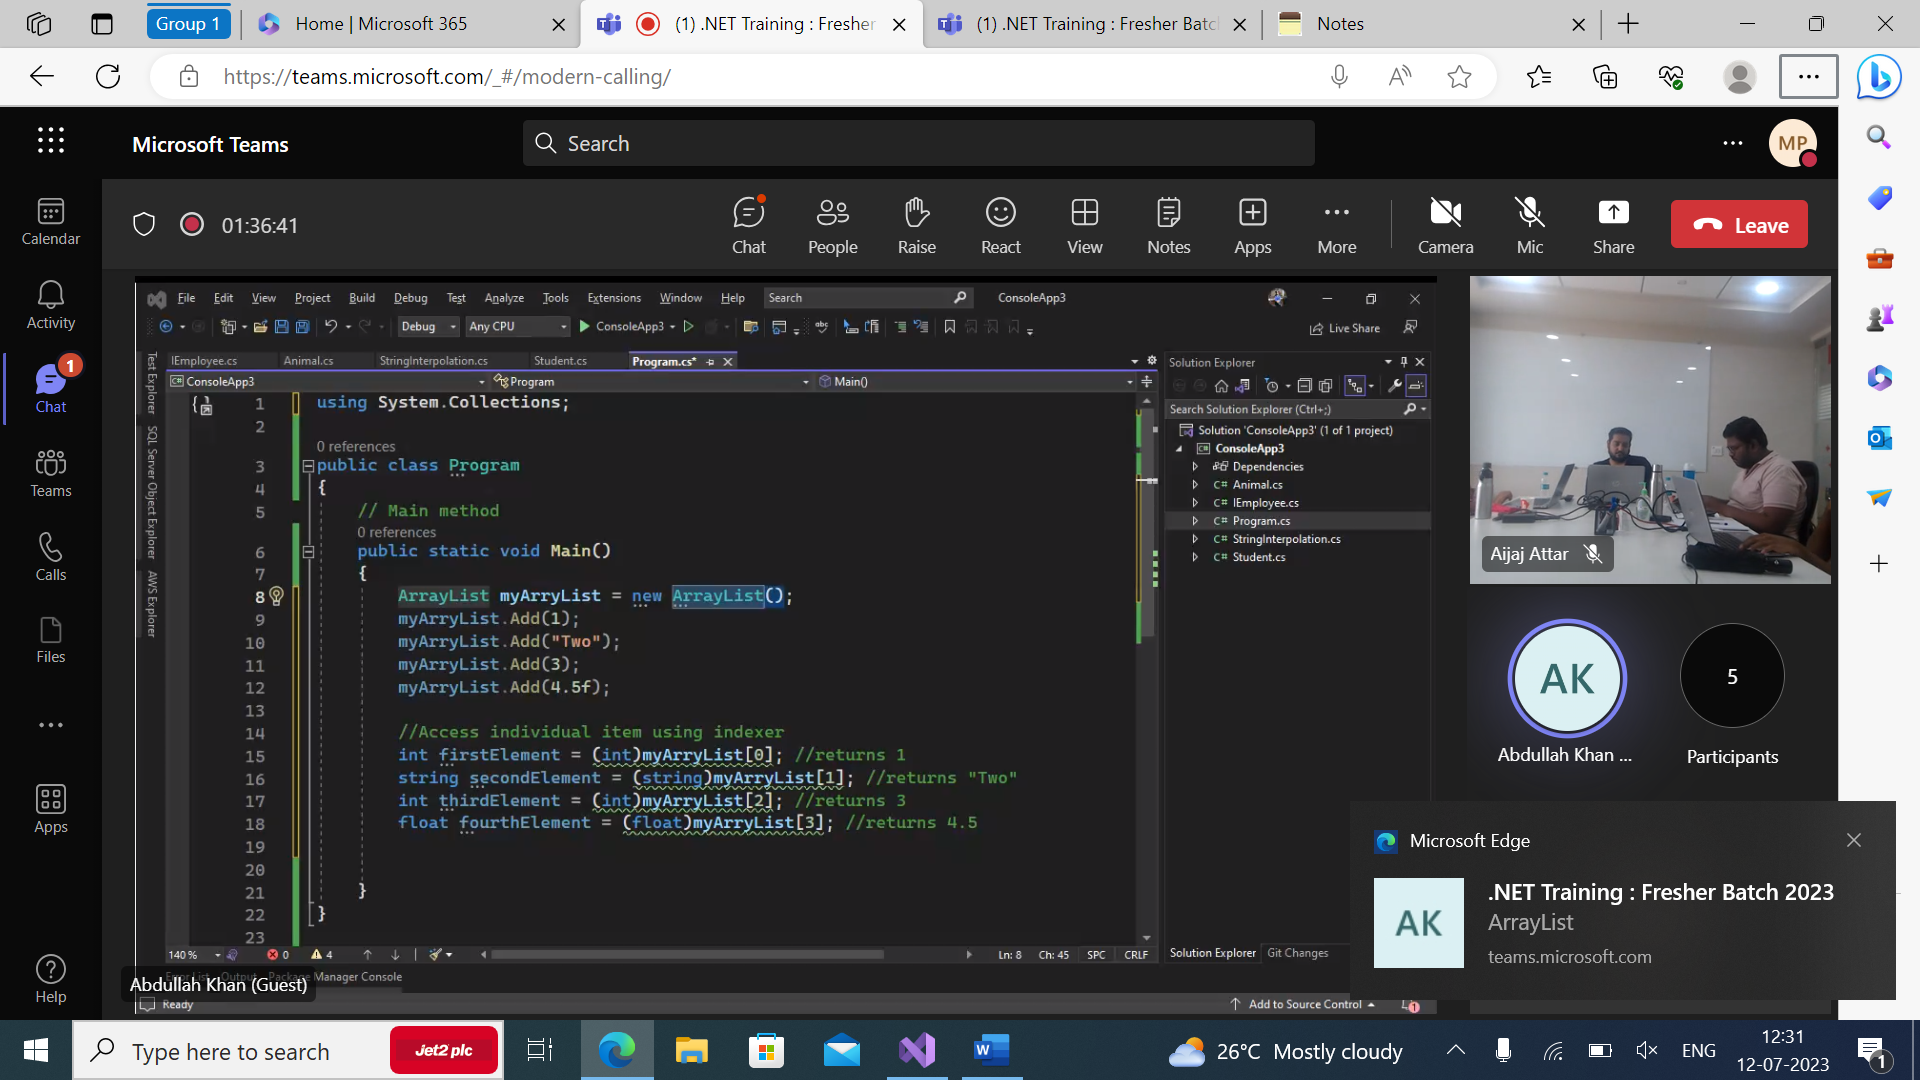 Group 1
Home | Microsoft 365
(1) .NET Training : Fresher
(1) .NET Training : Fresher Batch
Notes
https://teams.microsoft.com/_#/modern-calling/
Microsoft Teams
Search
MP
01:36:41
Chat
People
Raise
React
View
Notes
Apps
More
Camera
Mic
Share
Leave
Calendar
Activity
1
Chat
Teams
Calls
Files
Apps
Help
File Edit View Project Build Debug Test Analyze Tools Extensions Window Help
Search
ConsoleApp3
Debug
Any CPU
ConsoleApp3
Live Share
IEmployee.cs
Animal.cs
StringInterpolation.cs
Student.cs
Program.cs*
ConsoleApp3
Program
Main()
Test Explorer
SQL Server Object Explorer
AWS Explorer
1 using System.Collections;
2
0 references
3 public class Program
4 {
5 // Main method
0 references
6 public static void Main()
7 {
8 ArrayList myArryList = new ArrayList();
9 myArryList.Add(1);
10 myArryList.Add("Two");
11 myArryList.Add(3);
12 myArryList.Add(4.5f);
13
14 //Access individual item using indexer
15 int firstElement = (int)myArryList[0]; //returns 1
16 string secondElement = (string)myArryList[1]; //returns "Two"
17 int thirdElement = (int)myArryList[2]; //returns 3
18 float fourthElement = (float)myArryList[3]; //returns 4.5
19
20
21 }
22 }
23
140 %
0
4
Ln: 8 Ch: 45 SPC CRLF
Error List Output Package Manager Console
Abdullah Khan (Guest)
Ready
Add to Source Control
1
Solution Explorer
Search Solution Explorer (Ctrl+;)
Solution 'ConsoleApp3' (1 of 1 project)
ConsoleApp3
Dependencies
C# Animal.cs
C# IEmployee.cs
C# Program.cs
C# StringInterpolation.cs
C# Student.cs
Solution Explorer
Git Changes
Aijaj Attar
AK
Abdullah Khan ...
5
Participants
Microsoft Edge
AK
.NET Training : Fresher Batch 2023
ArrayList
teams.microsoft.com
Type here to search
Jet2 plc
26°C Mostly cloudy
ENG
12:31
12-07-2023
1